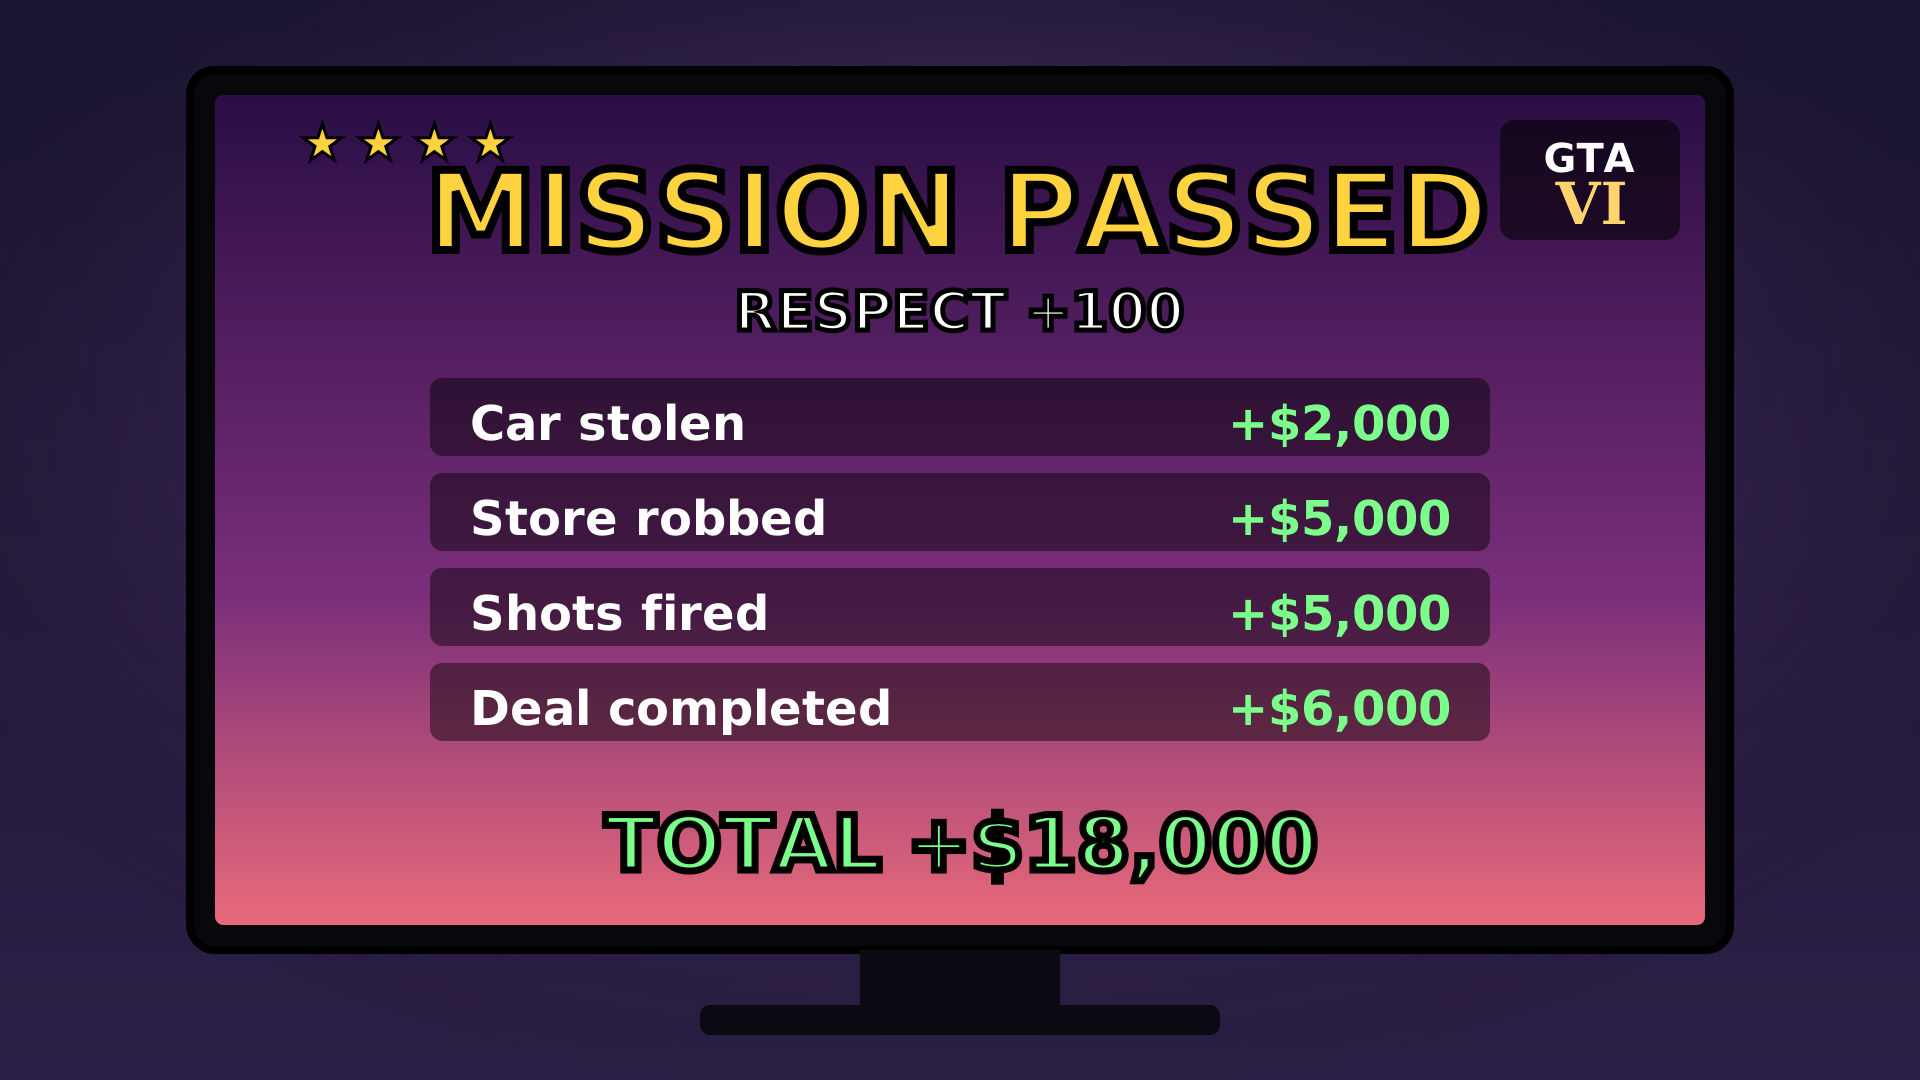 MISSION PASSED
GTA
VI
RESPECT +100
Car stolen +$2,000
Store robbed +$5,000
Shots fired +$5,000
Deal completed +$6,000
TOTAL +$18,000